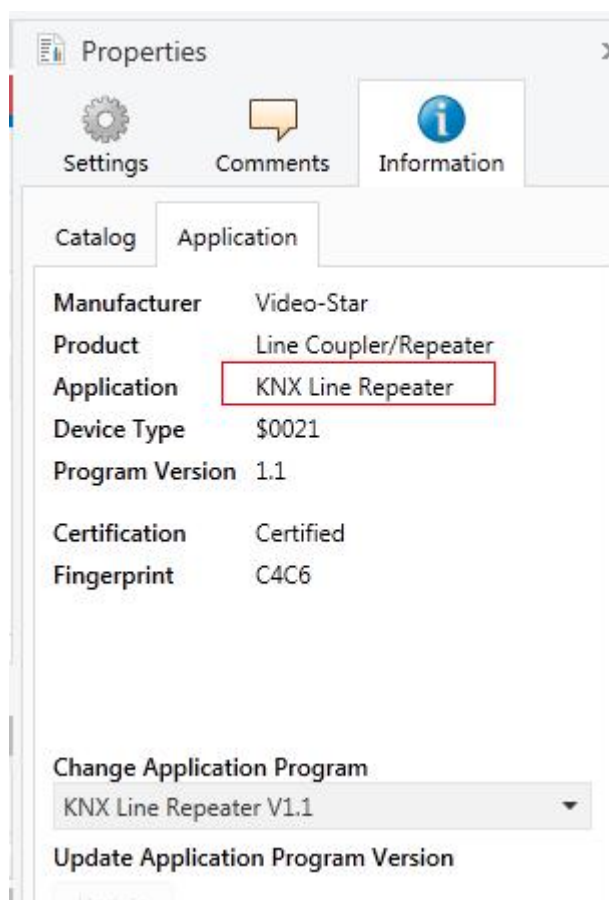 Properties
Settings Comments Information
Catalog Application
Manufacturer Video-Star
Product Line Coupler/Repeater
Application KNX Line Repeater
Device Type $0021
Program Version 1.1
Certification Certified
Fingerprint C4C6
Change Application Program
KNX Line Repeater V1.1
Update Application Program Version